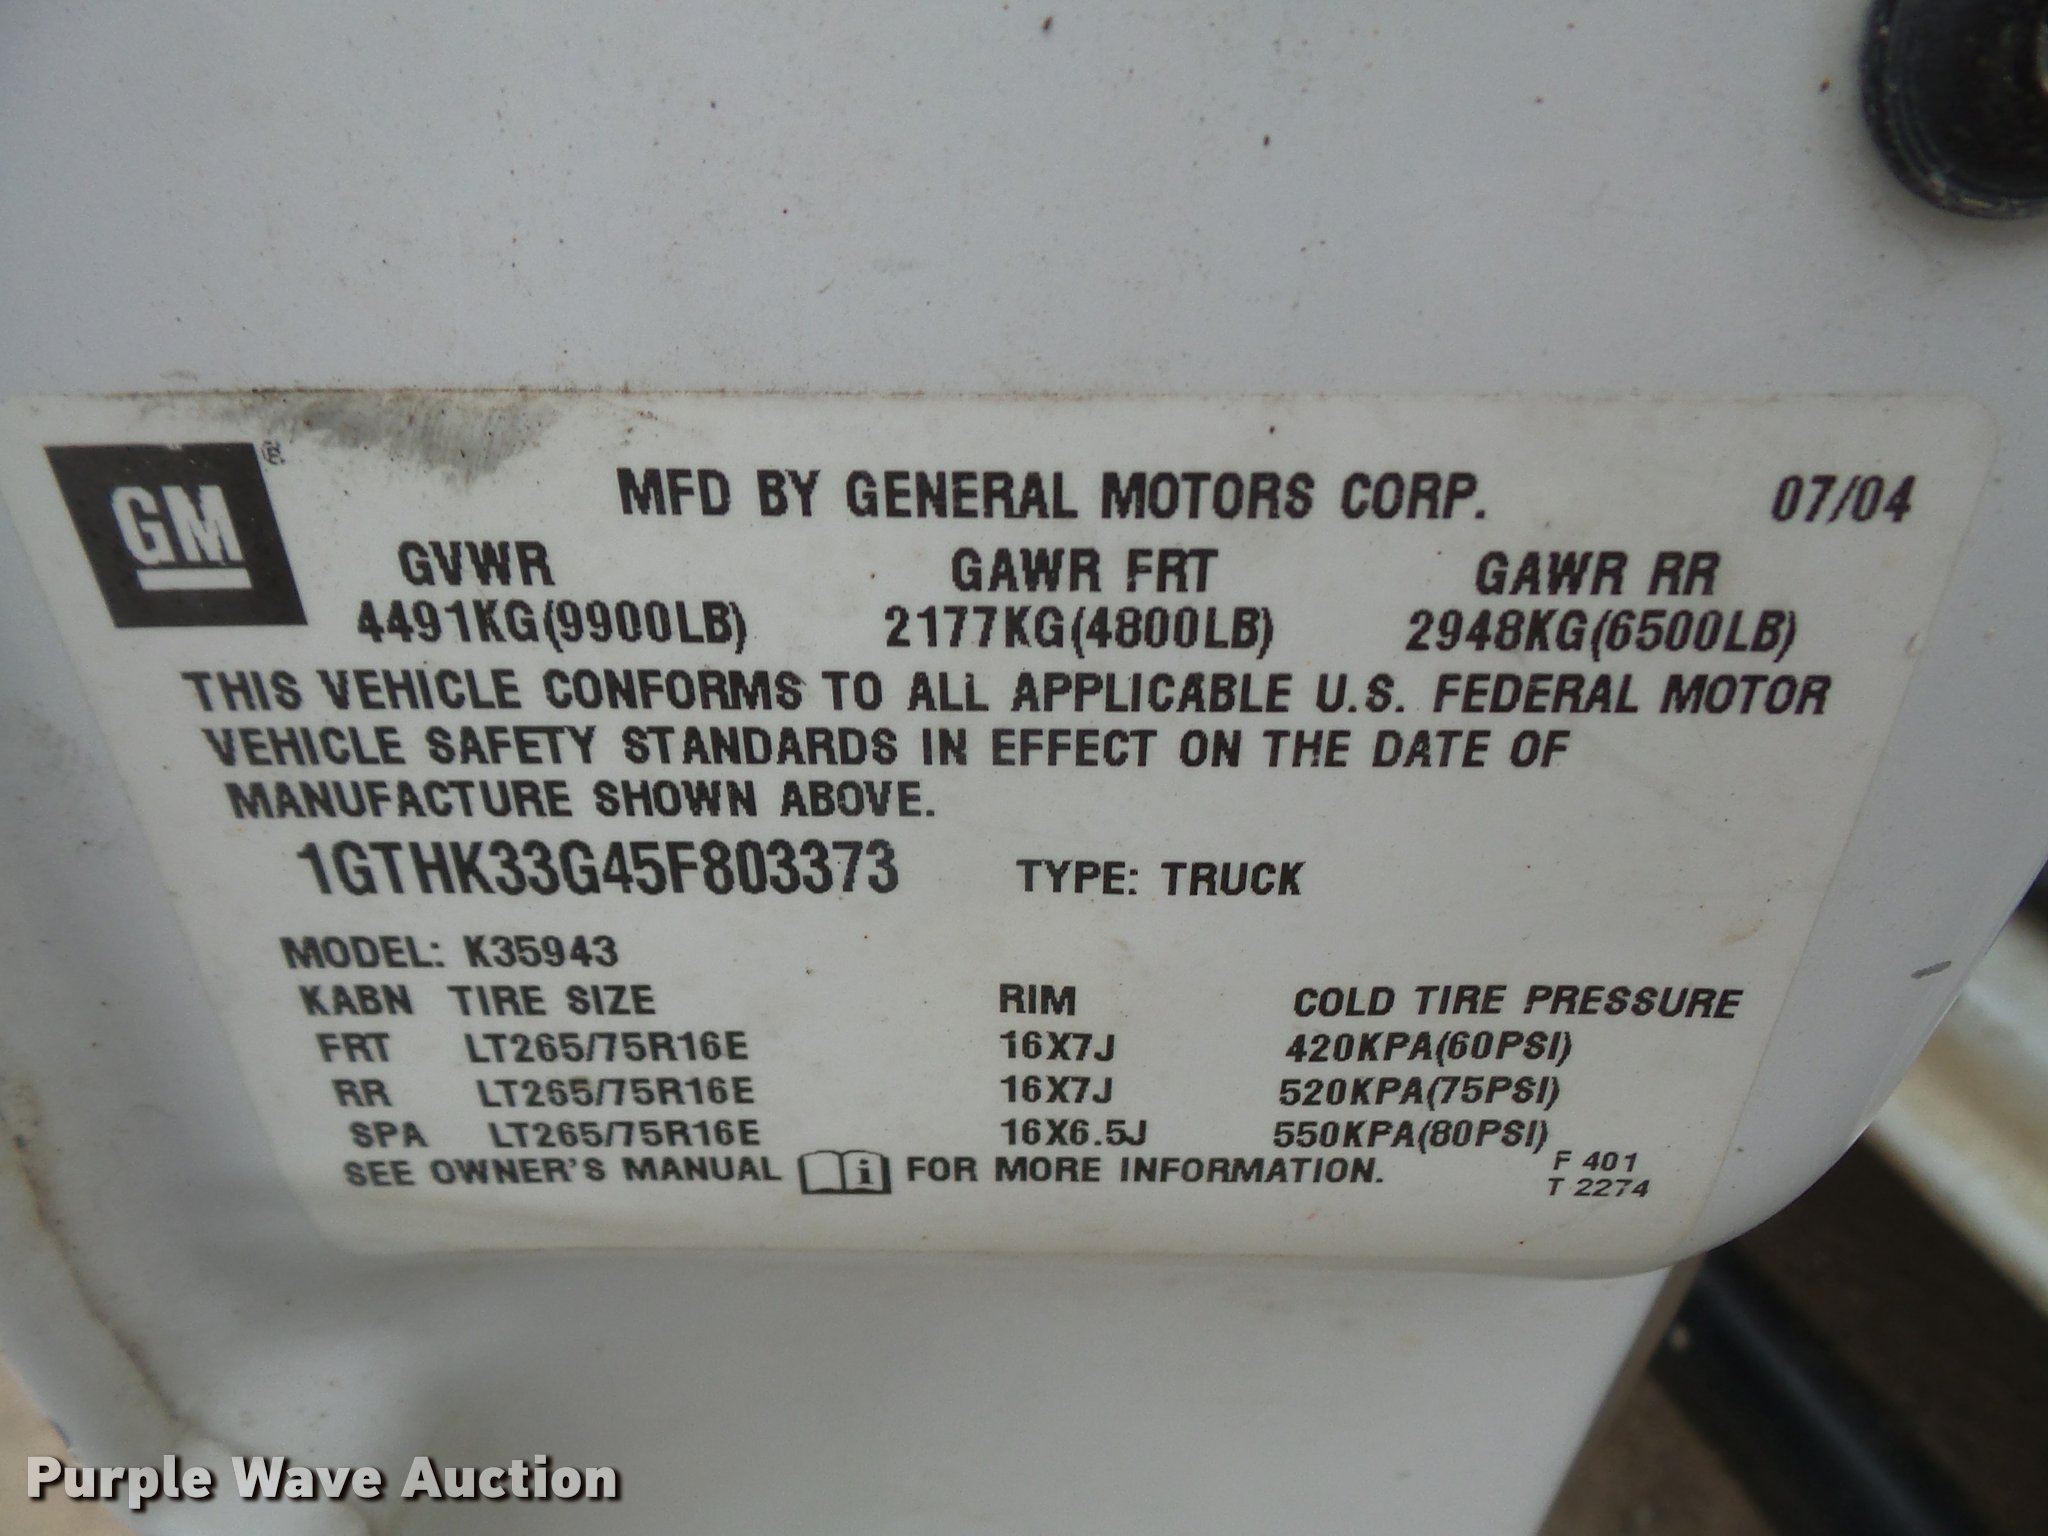 GM ®
MFD BY GENERAL MOTORS CORP. 07/04
GVWR GAWR FRT GAWR RR
4491KG(9900LB) 2177KG(4800LB) 2948KG(6500LB)
THIS VEHICLE CONFORMS TO ALL APPLICABLE U.S. FEDERAL MOTOR
VEHICLE SAFETY STANDARDS IN EFFECT ON THE DATE OF
MANUFACTURE SHOWN ABOVE.
1GTHK33G45F803373 TYPE: TRUCK
MODEL: K35943
KABN TIRE SIZE RIM COLD TIRE PRESSURE
FRT LT265/75R16E 16X7J 420KPA(60PSI)
RR LT265/75R16E 16X7J 520KPA(75PSI)
SPA LT265/75R16E 16X6.5J 550KPA(80PSI)
SEE OWNER'S MANUAL i FOR MORE INFORMATION.
F 401
T 2274
Purple Wave Auction